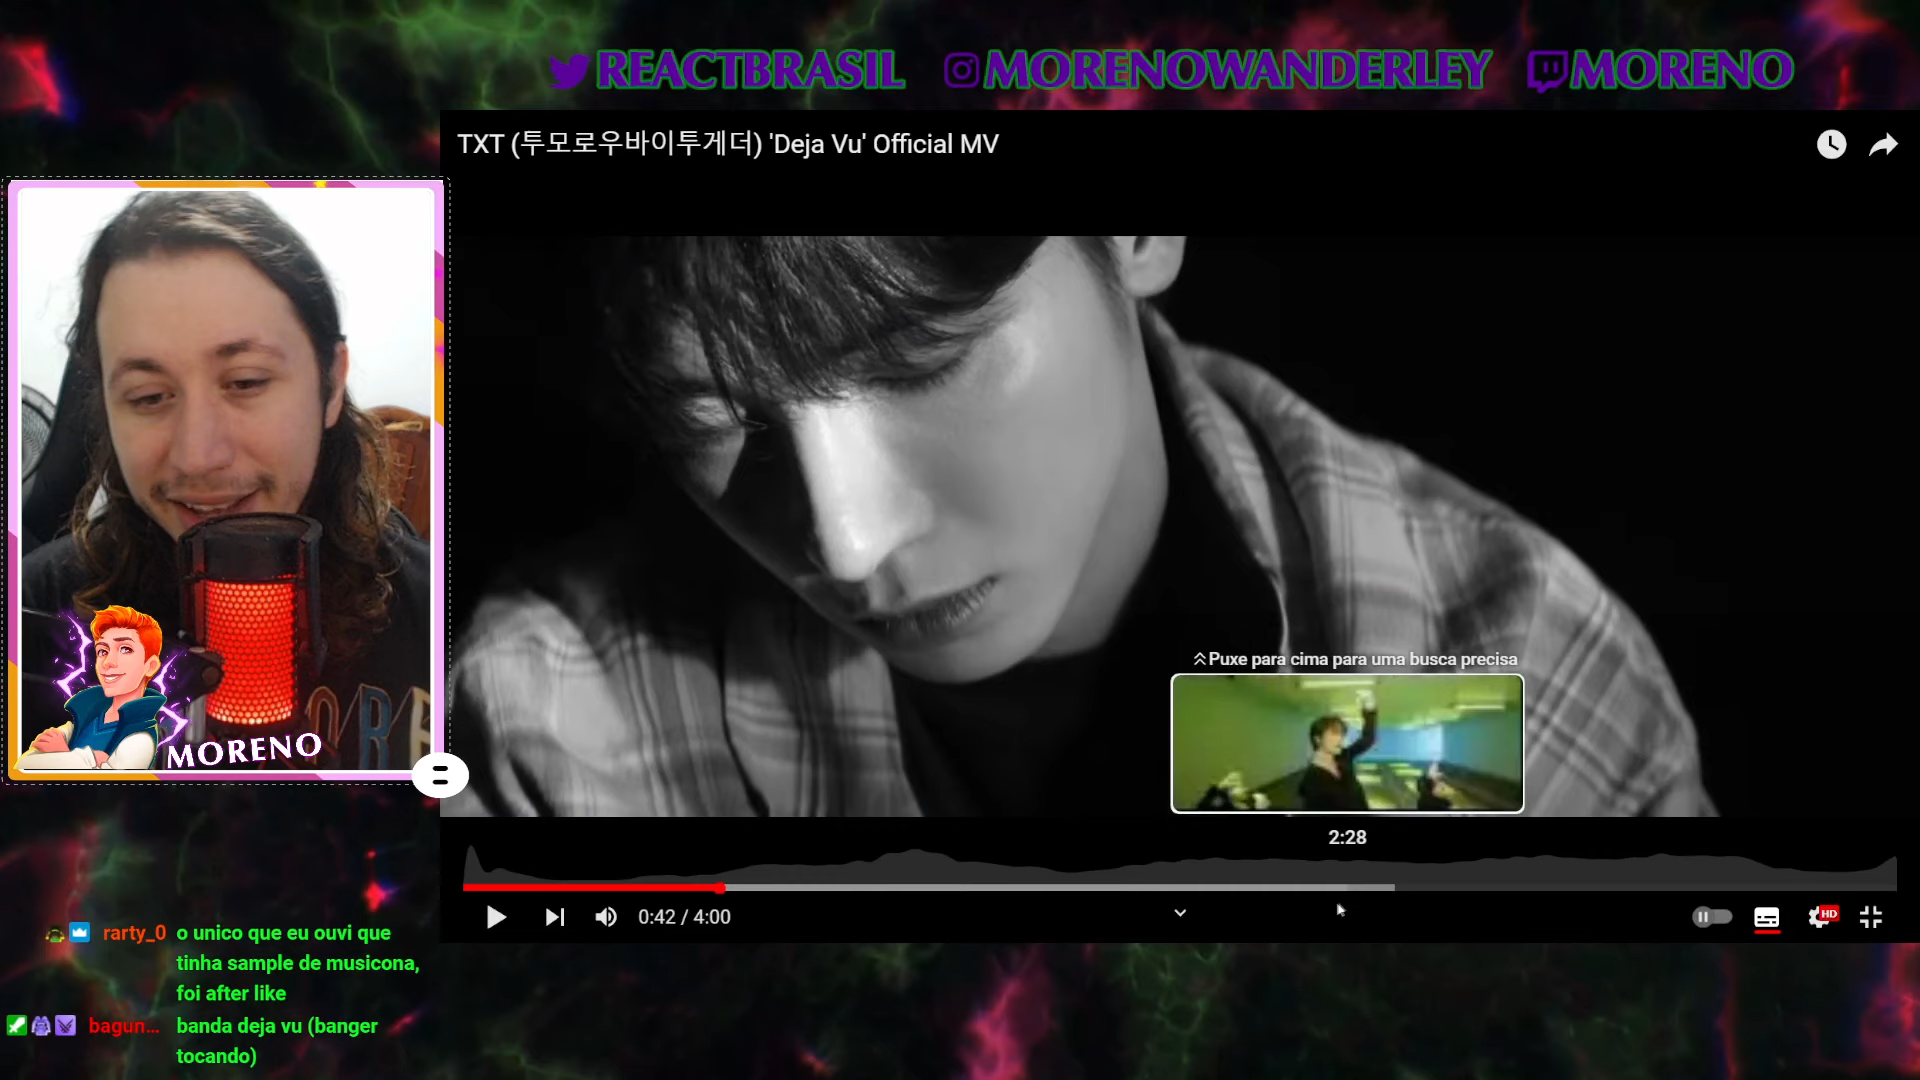 REACTBRASIL MORENOWANDERLEY MORENO
TXT (투모로우바이투게더) 'Deja Vu' Official MV
MORENO
Puxe para cima para uma busca precisa
2:28
0:42 / 4:00
HD
rarty_0 o unico que eu ouvi que
tinha sample de musicona,
foi after like
bagun... banda deja vu (banger
tocando)